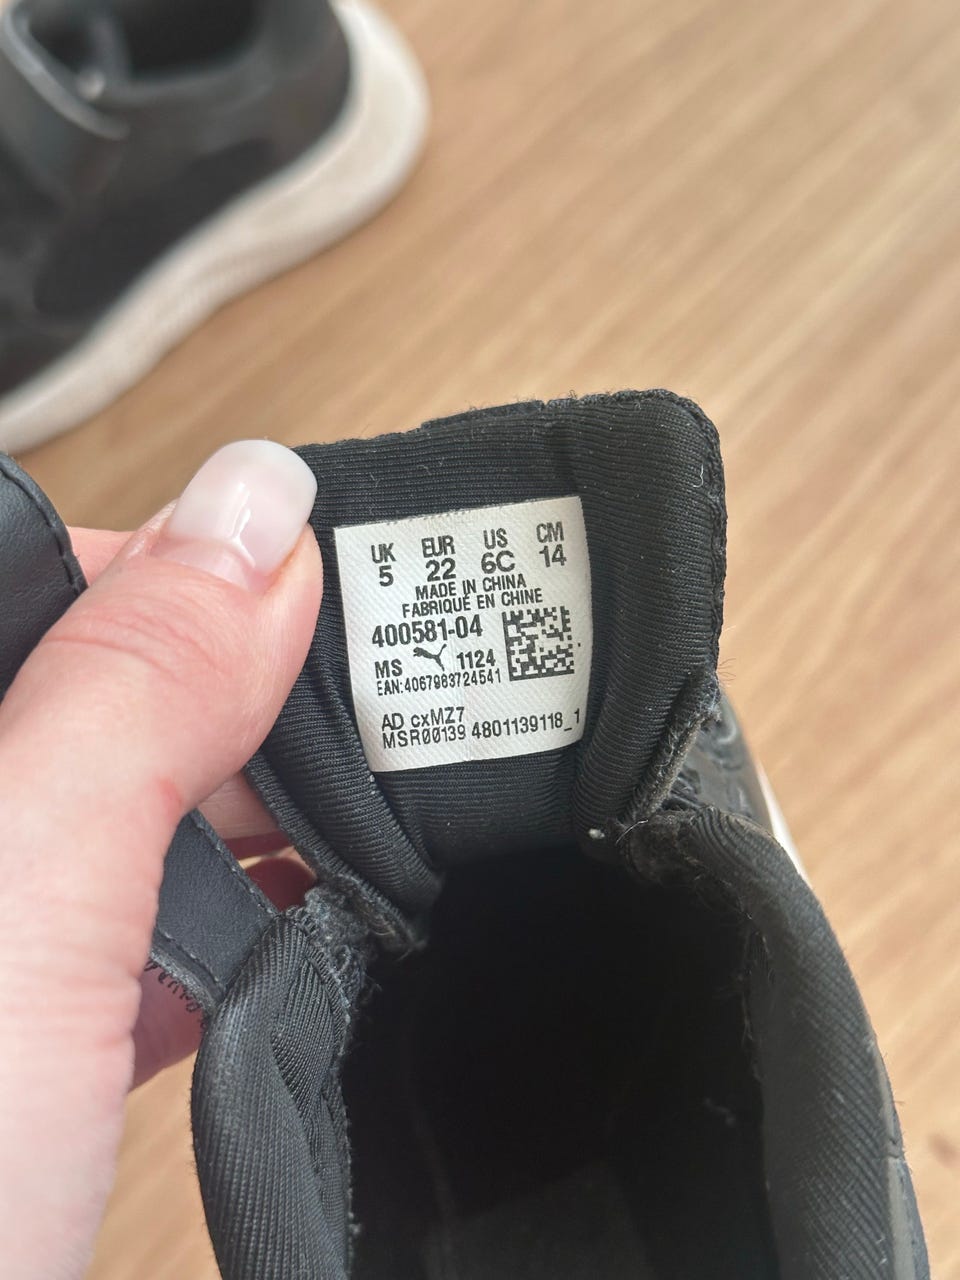 UK EUR US CM
5 22 6C 14
MADE IN CHINA
FABRIQUÉ EN CHINE
400581-04
MS 1124
EAN:4067983724541
AD cxMZ7
MSR00139 4801139118_1